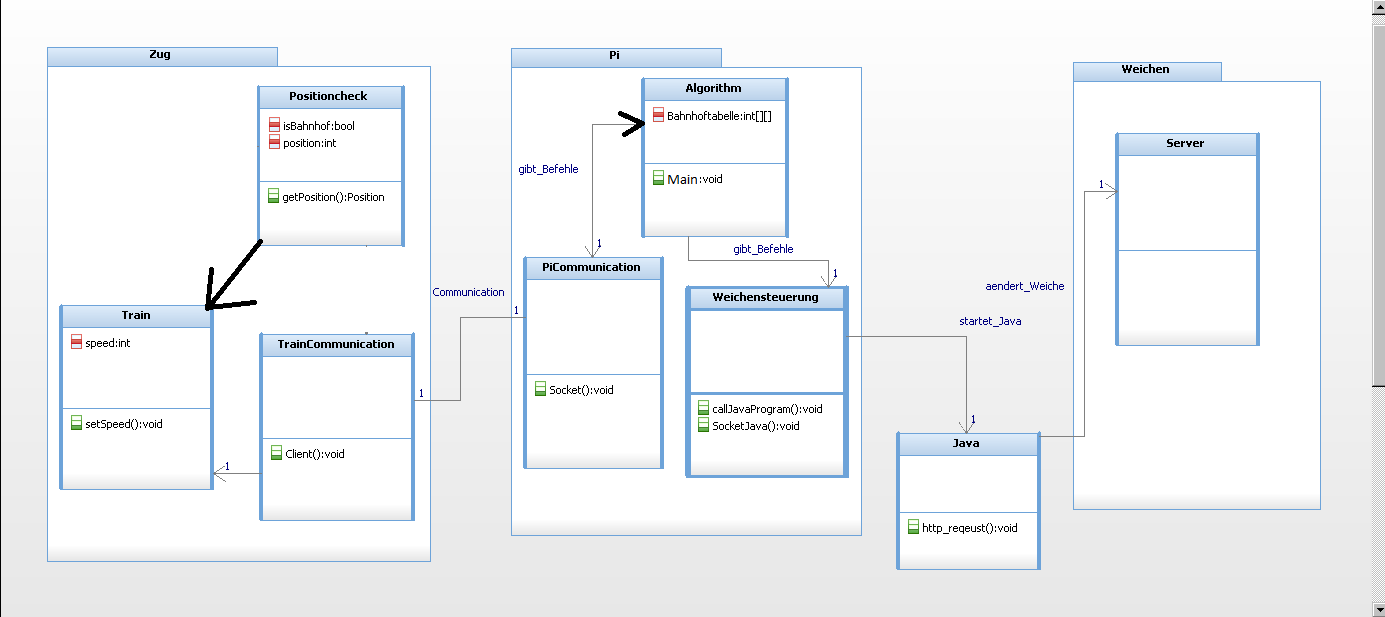 Zug
Positioncheck
isBahnhof:bool
position:int
getPosition():Position
Train
speed:int
setSpeed():void
TrainCommunication
Client():void
1
1
Communication
1
Pi
Algorithm
Bahnhoftabelle:int[][]
Main:void
gibt_Befehle
1
gibt_Befehle
1
PiCommunication
Socket():void
Weichensteuerung
callJavaProgram():void
SocketJava():void
startet_Java
1
Java
http_reqeust():void
aendert_Weiche
1
Weichen
Server